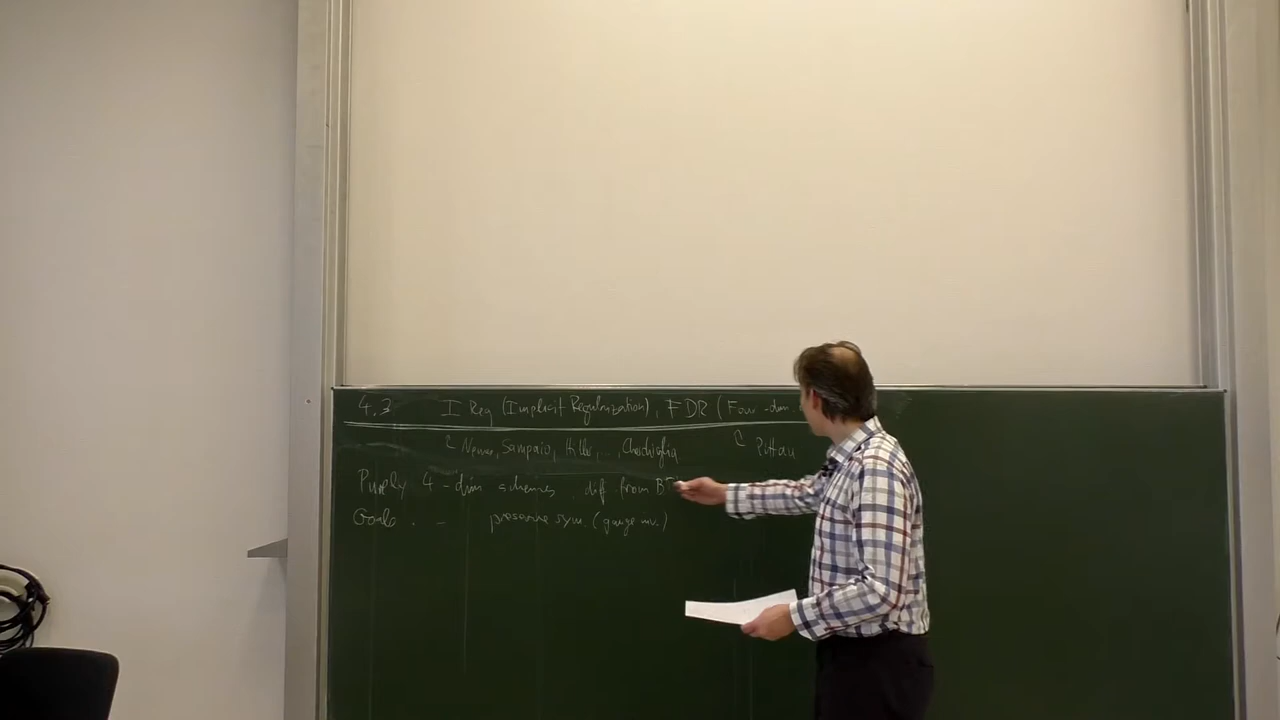 4.3 I Reg (Implicit Regularization), FDR (Four-dim
Sampaio, Hiller, ..., Cherchiglia Pittau
Purely 4-dim schemes, diff. from
Goals: - preserve sym. (gauge inv.)